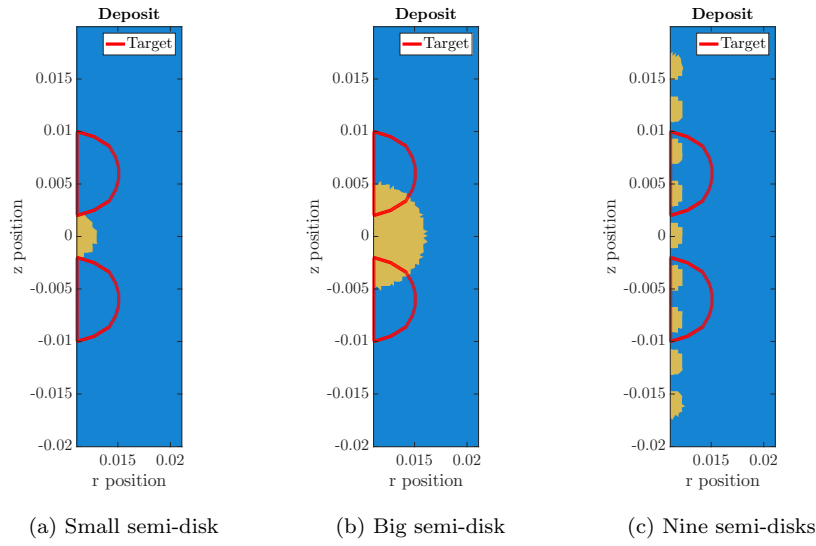 Deposit
Target
0.015
0.01
0.005
0
-0.005
-0.01
-0.015
-0.02
z position
0.015 0.02
r position
(a) Small semi-disk
Deposit
Target
0.015
0.01
0.005
0
-0.005
-0.01
-0.015
-0.02
z position
0.015 0.02
r position
(b) Big semi-disk
Deposit
Target
0.015
0.01
0.005
0
-0.005
-0.01
-0.015
-0.02
z position
0.015 0.02
r position
(c) Nine semi-disks